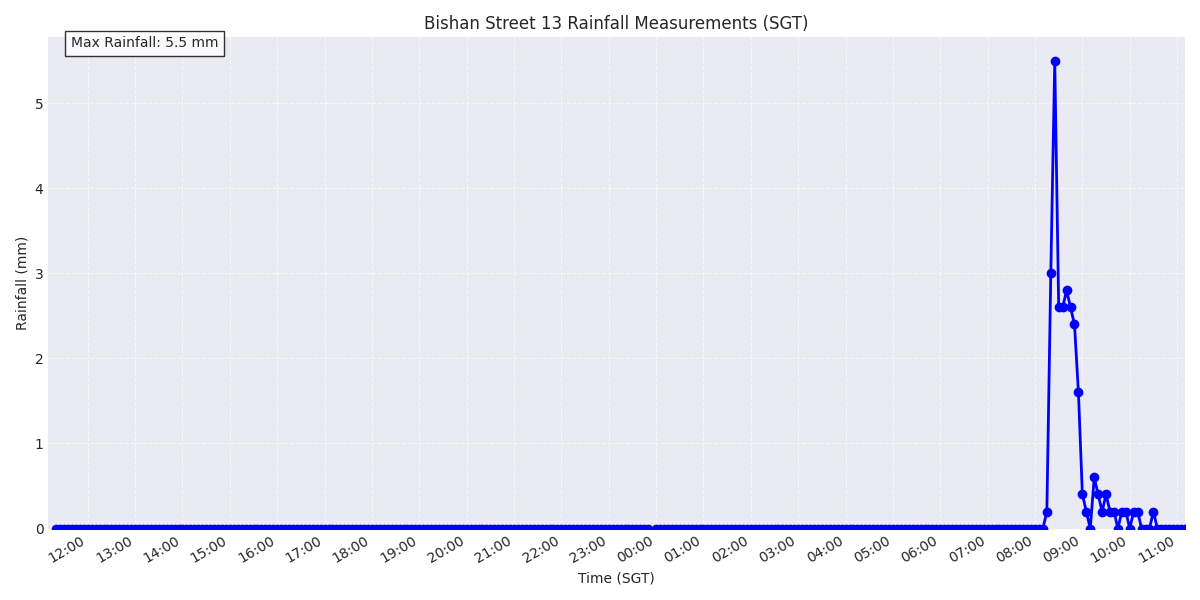 Bishan Street 13 Rainfall Measurements (SGT)
Max Rainfall: 5.5 mm
Rainfall (mm)
5
4
3
2
1
0
12:00 13:00 14:00 15:00 16:00 17:00 18:00 19:00 20:00 21:00 22:00 23:00 00:00 01:00 02:00 03:00 04:00 05:00 06:00 07:00 08:00 09:00 10:00 11:00
Time (SGT)